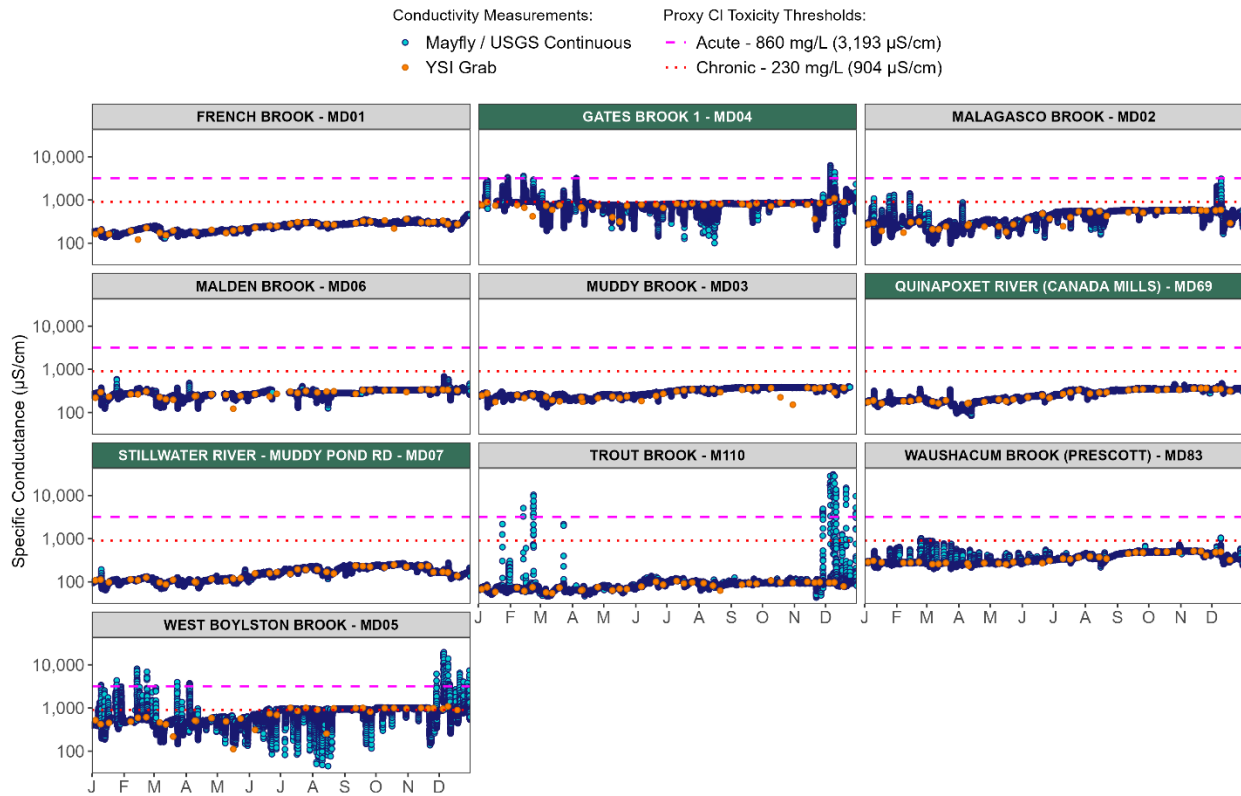 Conductivity Measurements:
Mayfly / USGS Continuous
YSI Grab
Proxy Cl Toxicity Thresholds:
Acute - 860 mg/L (3,193 µS/cm)
Chronic - 230 mg/L (904 µS/cm)
Specific Conductance (µS/cm)
FRENCH BROOK - MD01
GATES BROOK 1 - MD04
MALAGASCO BROOK - MD02
10,000
1,000
100
MALDEN BROOK - MD06
MUDDY BROOK - MD03
QUINAPOXET RIVER (CANADA MILLS) - MD69
10,000
1,000
100
STILLWATER RIVER - MUDDY POND RD - MD07
TROUT BROOK - M110
WAUSHACUM BROOK (PRESCOTT) - MD83
10,000
1,000
100
J F M A M J J A S O N D
J F M A M J J A S O N D
WEST BOYLSTON BROOK - MD05
10,000
1,000
100
J F M A M J J A S O N D